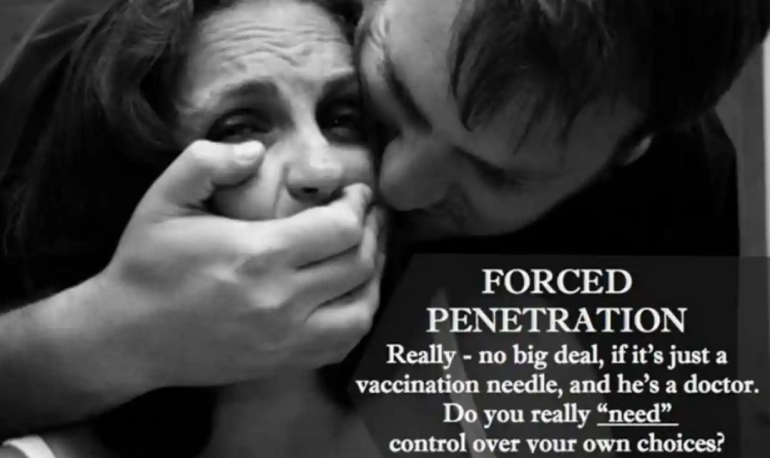 FORCED
PENETRATION
Really - no big deal, if it's just a
vaccination needle, and he's a doctor.
Do you really “need”
control over your own choices?